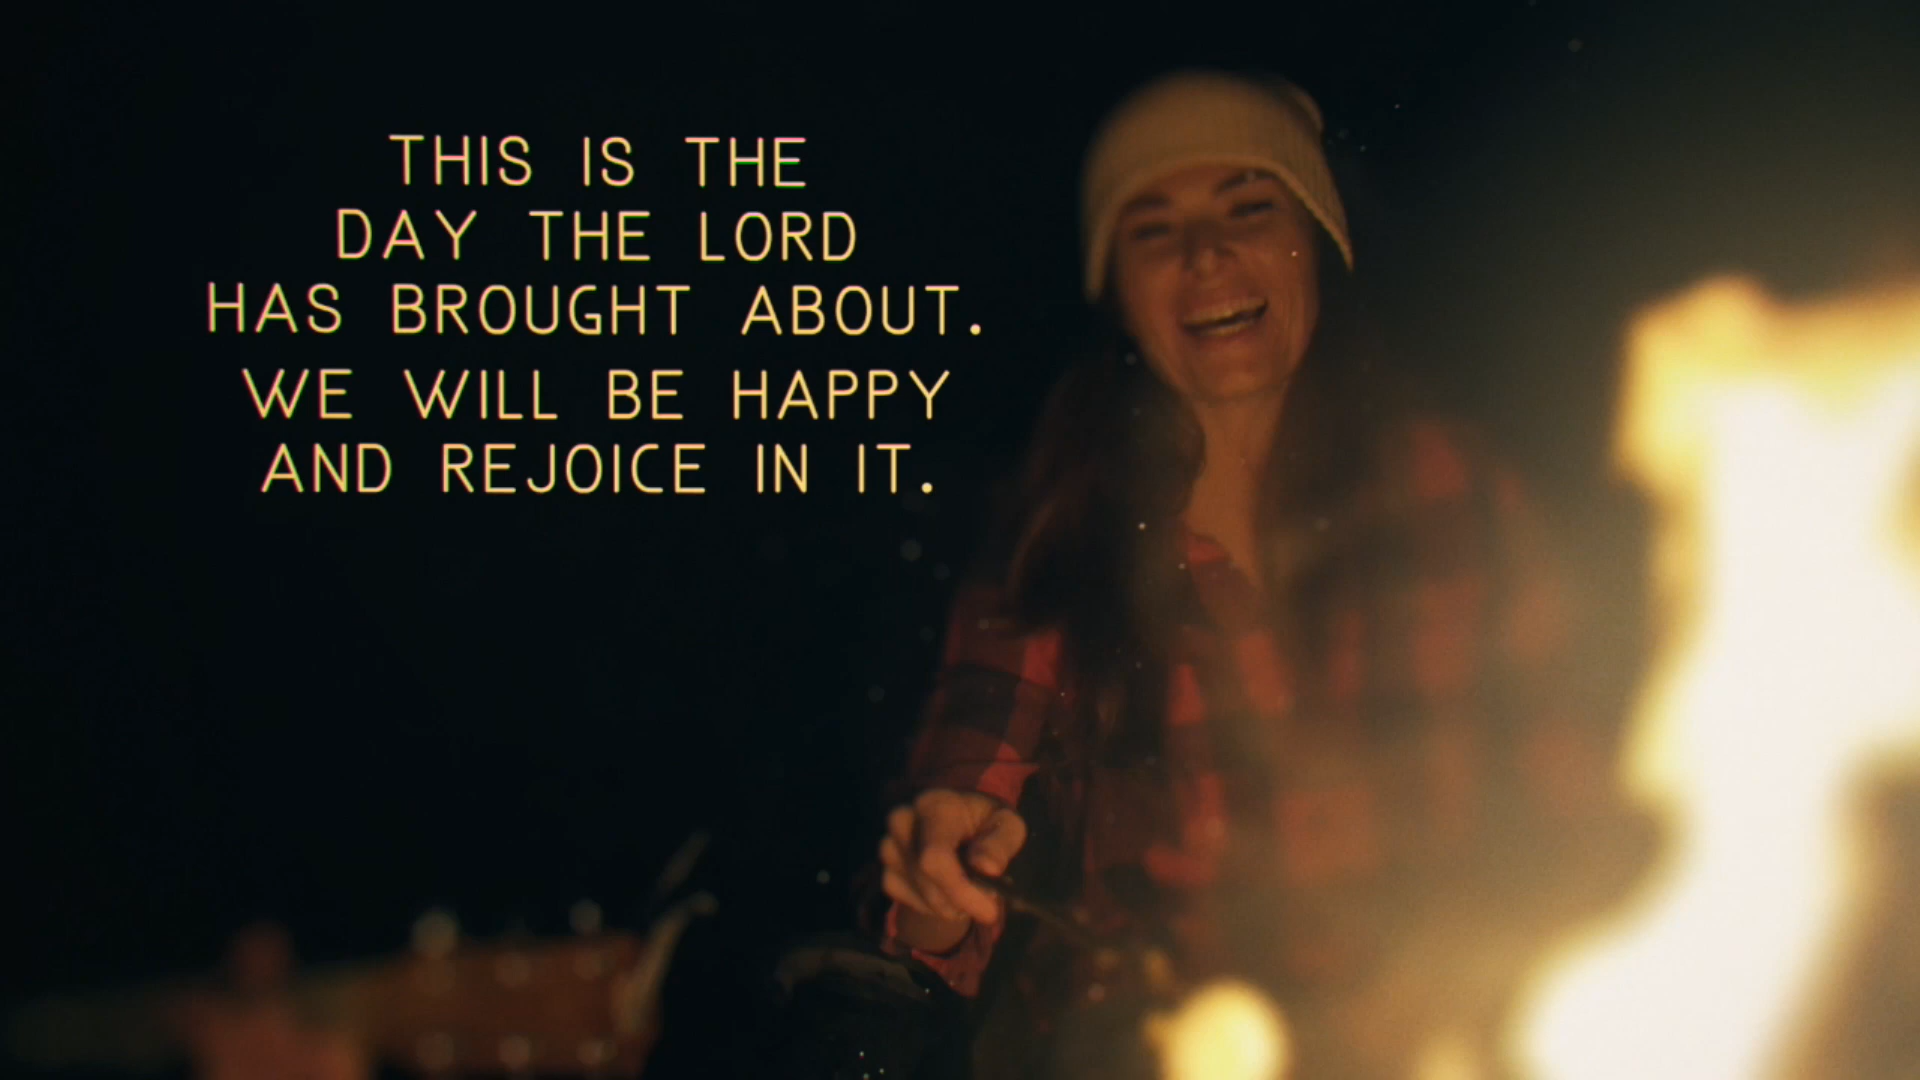 THIS IS THE
DAY THE LORD
HAS BROUGHT ABOUT.
WE WILL BE HAPPY
AND REJOICE IN IT.